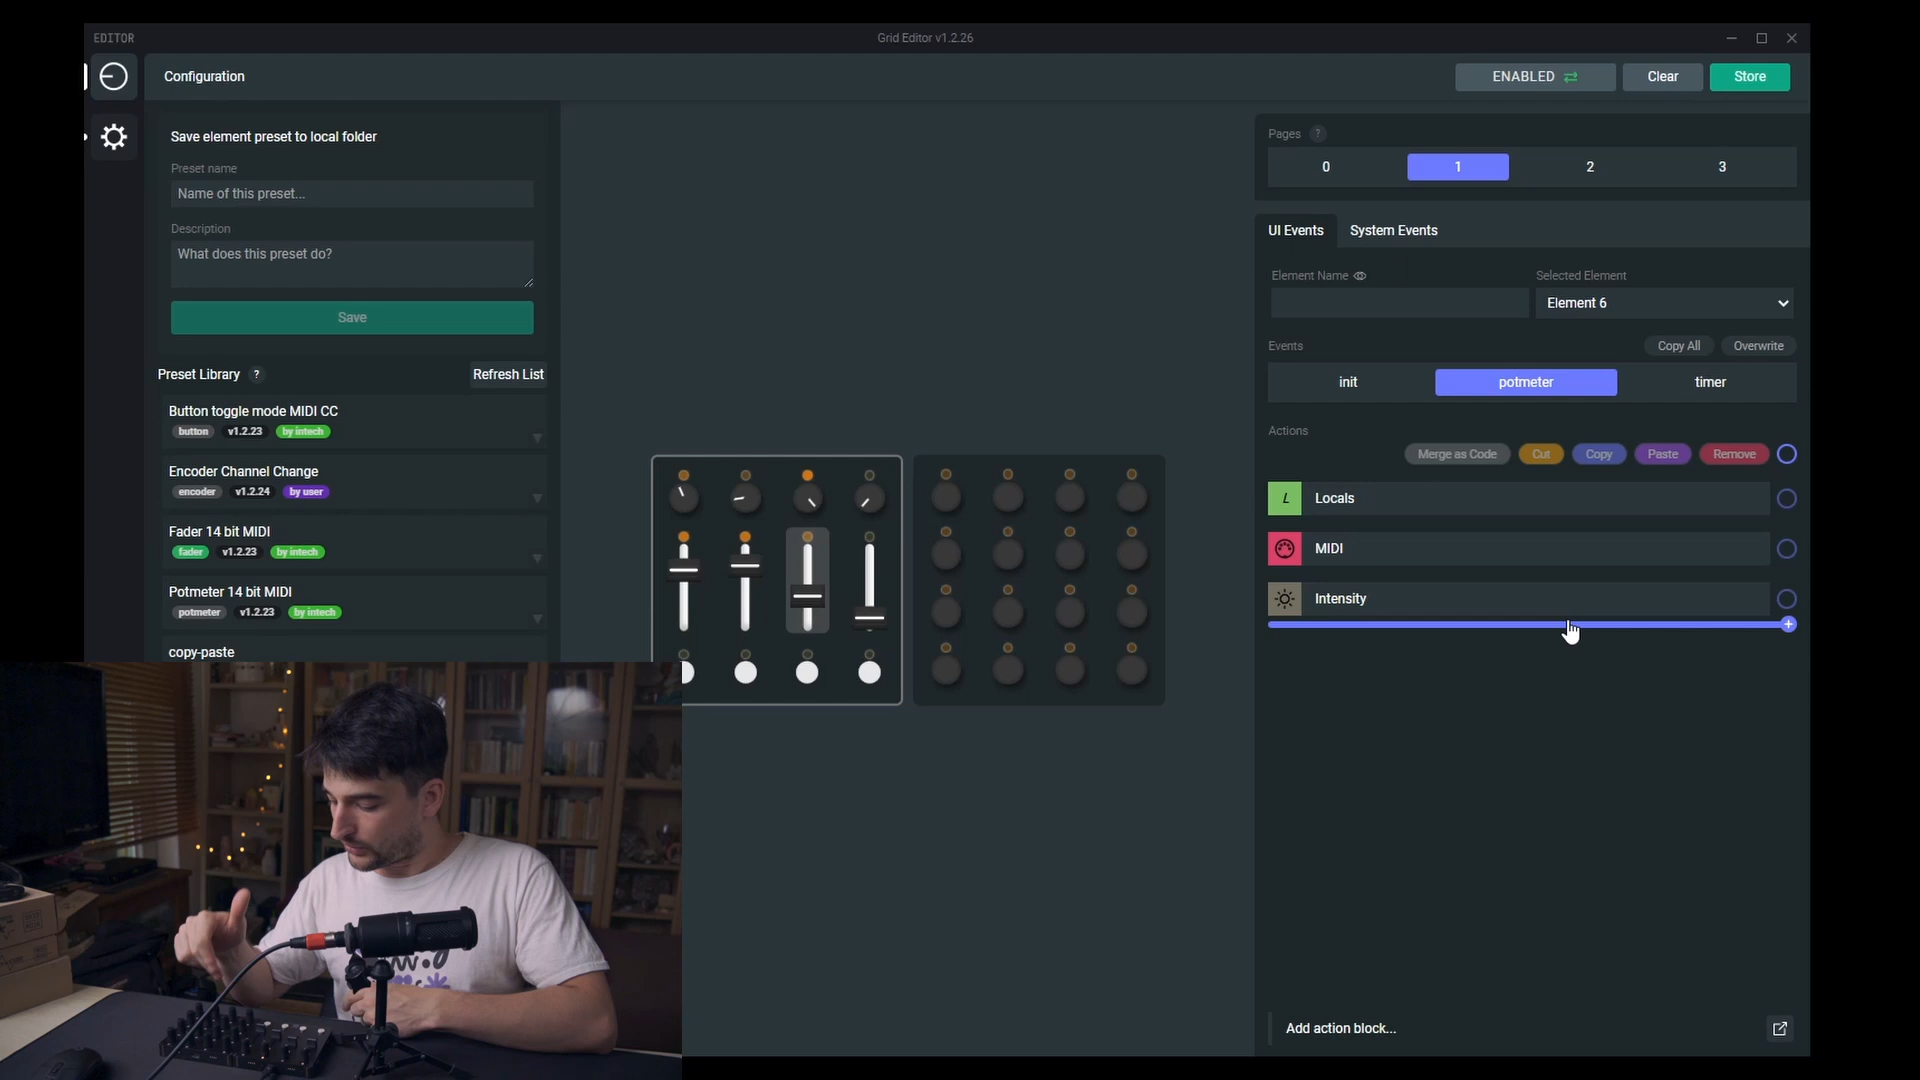 EDITOR
Grid Editor v1.2.26
Configuration
ENABLED
Clear
Store
Save element preset to local folder
Preset name
Name of this preset...
Description
What does this preset do?
Save
Preset Library ?
Refresh List
Button toggle mode MIDI CC
button v1.2.23 by intech
Encoder Channel Change
encoder v1.2.24 by user
Fader 14 bit MIDI
fader v1.2.23 by intech
Potmeter 14 bit MIDI
potmeter v1.2.23 by intech
copy-paste
Pages ?
0 1 2 3
UI Events System Events
Element Name
Selected Element
Element 6
Events
Copy All Overwrite
init potmeter timer
Actions
Merge as Code Cut Copy Paste Remove
L Locals
MIDI
Intensity
+
Add action block...